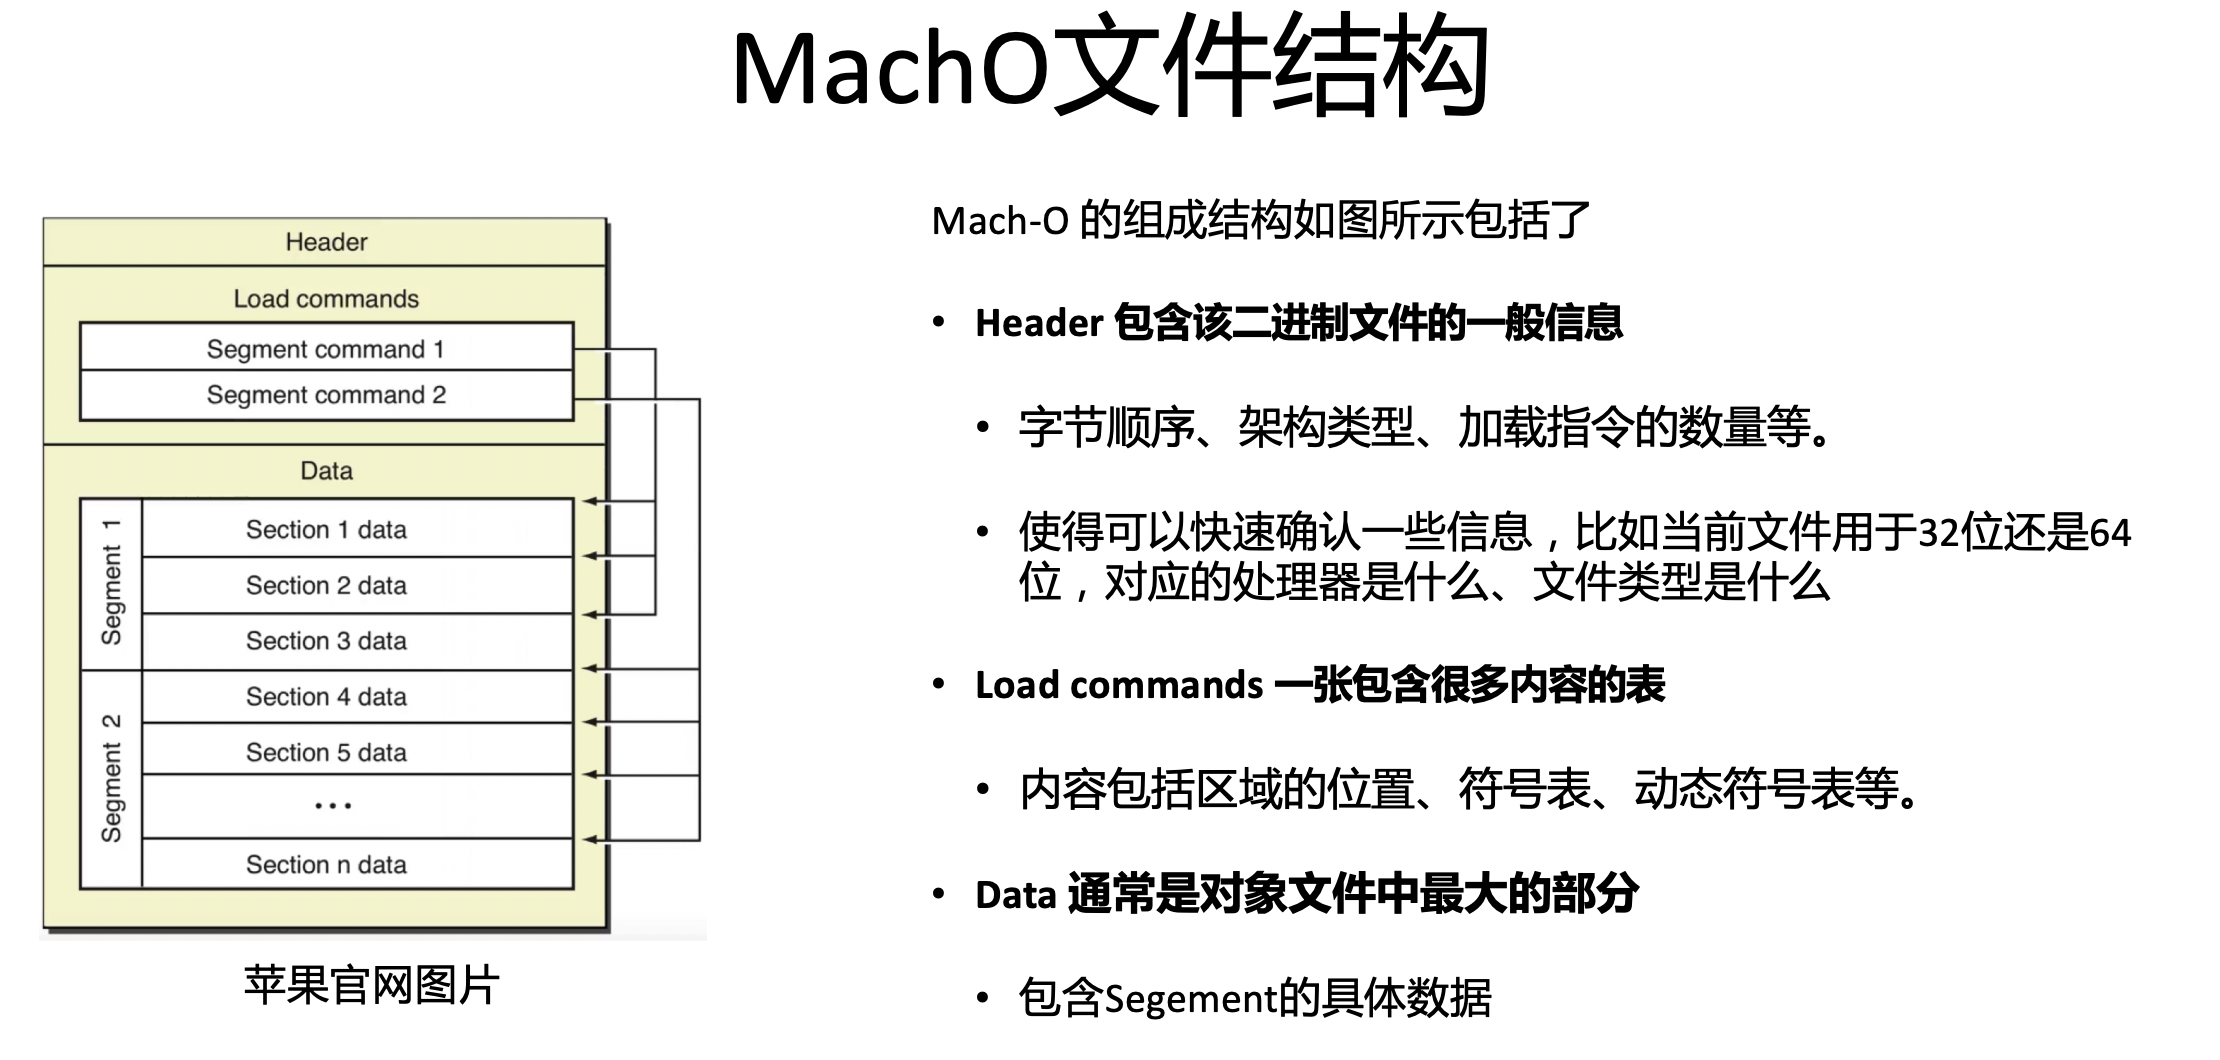 MachO文件结构
Header
Load commands
Segment command 1
Segment command 2
Data
Segment 1
Section 1 data
Section 2 data
Section 3 data
Segment 2
Section 4 data
Section 5 data
...
Section n data
苹果官网图片
Mach-O 的组成结构如图所示包括了
• Header 包含该二进制文件的一般信息
• 字节顺序、架构类型、加载指令的数量等。
• 使得可以快速确认一些信息，比如当前文件用于32位还是64
位，对应的处理器是什么、文件类型是什么
• Load commands 一张包含很多内容的表
• 内容包括区域的位置、符号表、动态符号表等。
• Data 通常是对象文件中最大的部分
• 包含Segement的具体数据